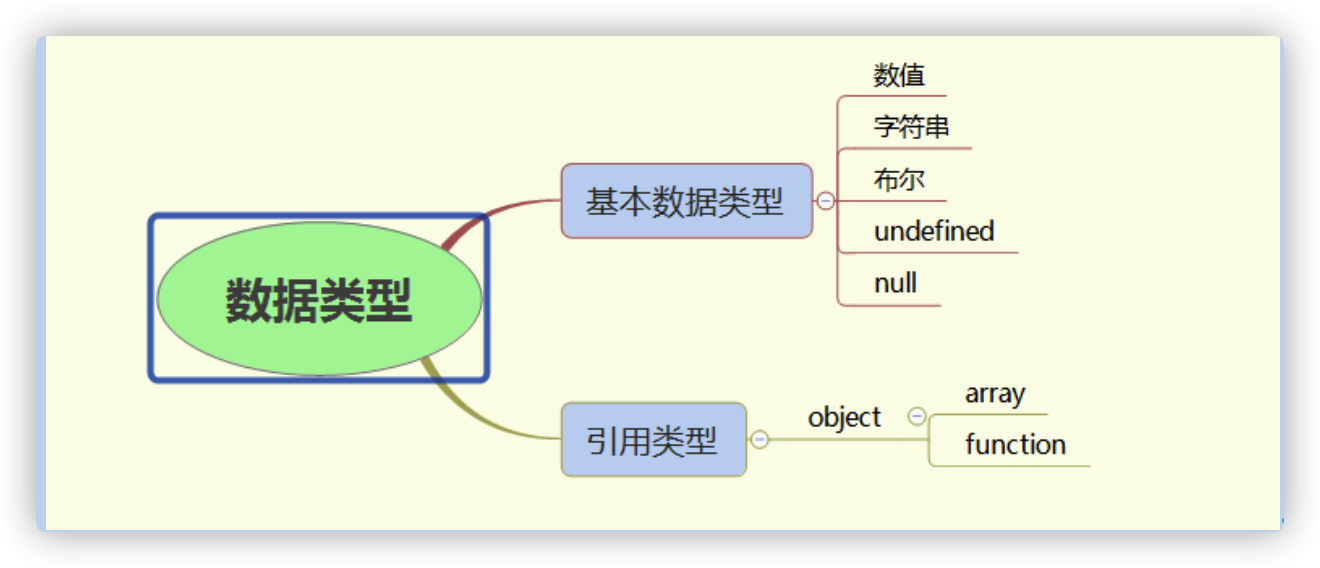 数据类型
基本数据类型
数值
字符串
布尔
undefined
null
引用类型
object
array
function